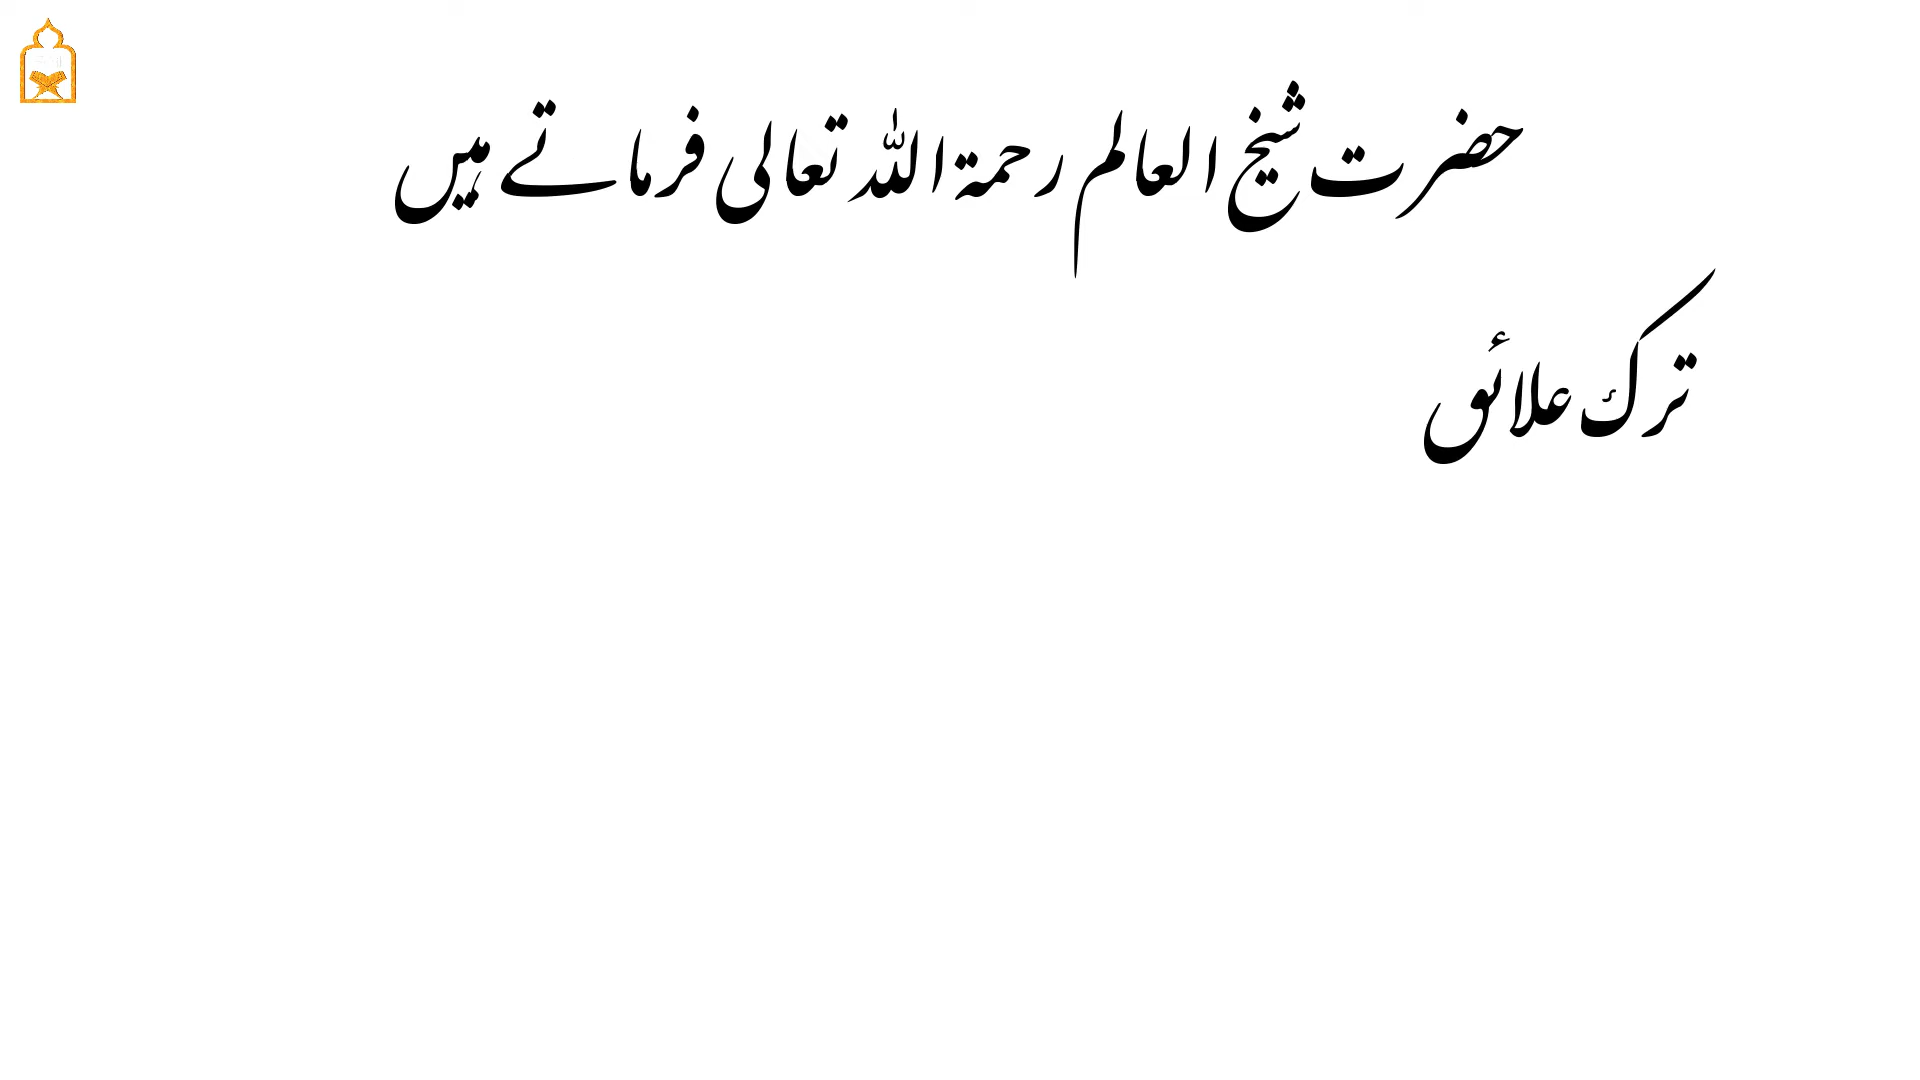 حضرت شیخ العالم رحمۃ اللہ تعالی فرماتے ہیں
ترک علائق